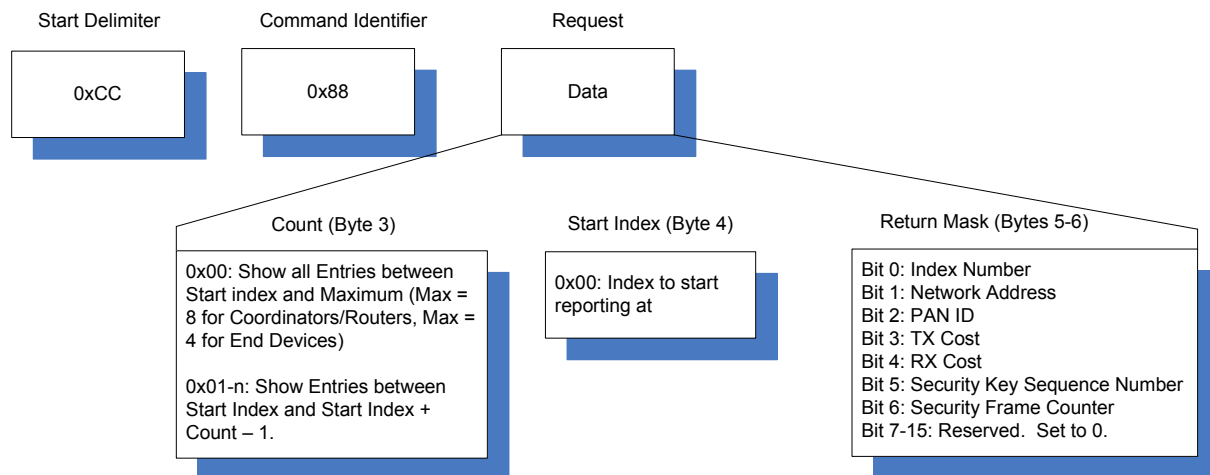 Start Delimiter
Command Identifier
Request
0xCC
0x88
Data
Count (Byte 3)
0x00: Show all Entries between
Start index and Maximum (Max =
8 for Coordinators/Routers, Max =
4 for End Devices)
0x01-n: Show Entries between
Start Index and Start Index +
Count – 1.
Start Index (Byte 4)
0x00: Index to start
reporting at
Return Mask (Bytes 5-6)
Bit 0: Index Number
Bit 1: Network Address
Bit 2: PAN ID
Bit 3: TX Cost
Bit 4: RX Cost
Bit 5: Security Key Sequence Number
Bit 6: Security Frame Counter
Bit 7-15: Reserved.  Set to 0.